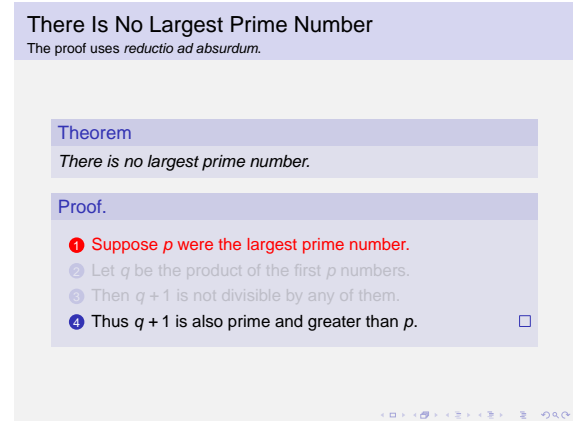 There Is No Largest Prime Number
The proof uses reductio ad absurdum.
Theorem
There is no largest prime number.
Proof.
1 Suppose p were the largest prime number.
2 Let q be the product of the first p numbers.
3 Then q + 1 is not divisible by any of them.
4 Thus q + 1 is also prime and greater than p. □